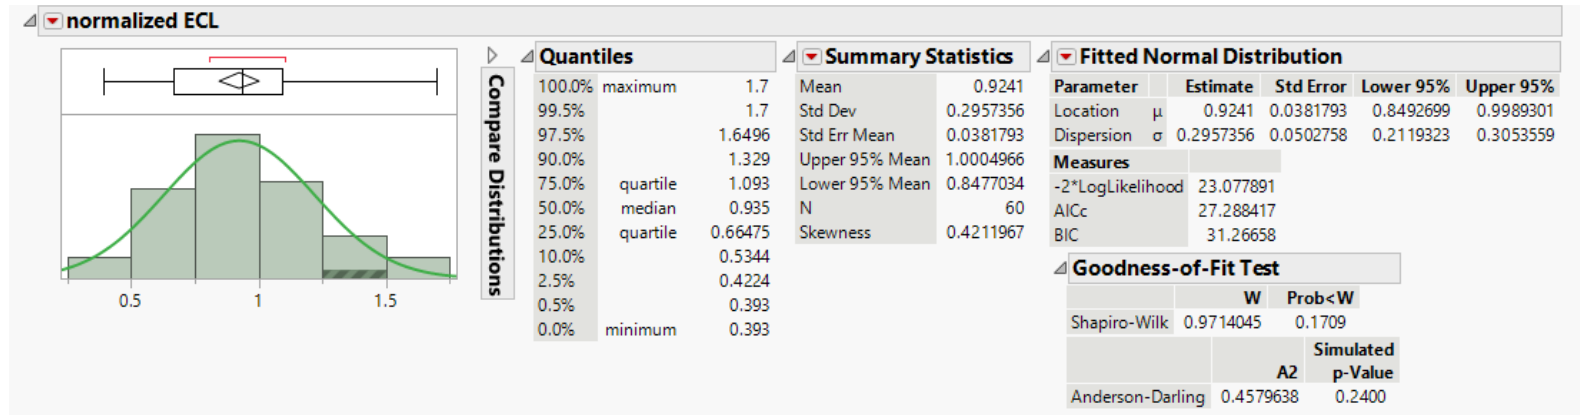 normalized ECL
0.5 1 1.5
Compare Distributions
Quantiles
100.0% maximum 1.7
99.5% 1.7
97.5% 1.6496
90.0% 1.329
75.0% quartile 1.093
50.0% median 0.935
25.0% quartile 0.66475
10.0% 0.5344
2.5% 0.4224
0.5% 0.393
0.0% minimum 0.393
Summary Statistics
Mean 0.9241
Std Dev 0.2957356
Std Err Mean 0.0381793
Upper 95% Mean 1.0004966
Lower 95% Mean 0.8477034
N 60
Skewness 0.4211967
Fitted Normal Distribution
Parameter Estimate Std Error Lower 95% Upper 95%
Location μ 0.9241 0.0381793 0.8492699 0.9989301
Dispersion σ 0.2957356 0.0502758 0.2119323 0.3053559
Measures
-2*LogLikelihood 23.077891
AICc 27.288417
BIC 31.26658
Goodness-of-Fit Test
W Prob<W
Shapiro-Wilk 0.9714045 0.1709
Simulated
A2 p-Value
Anderson-Darling 0.4579638 0.2400